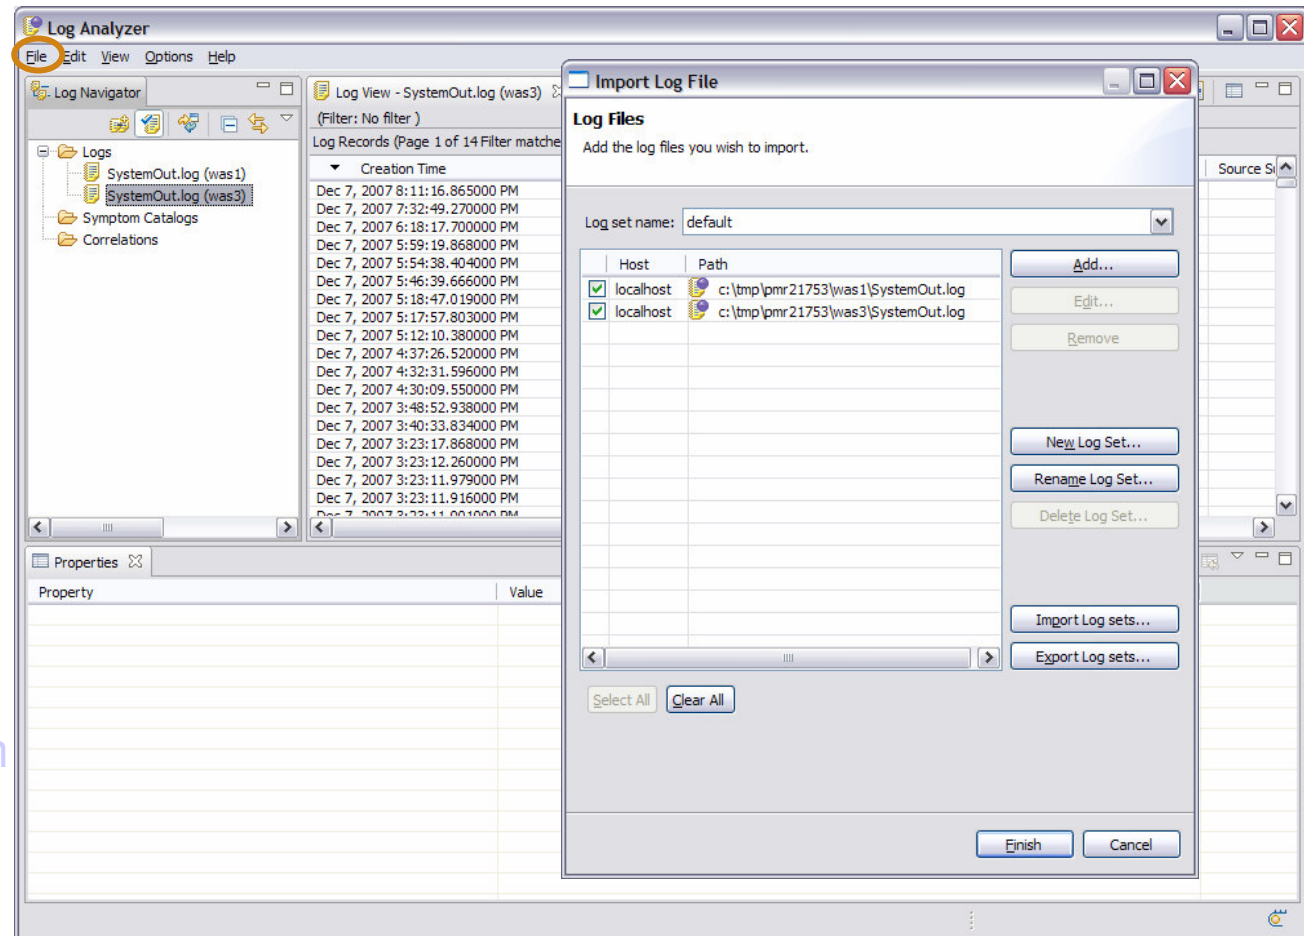 Log Analyzer
File Edit View Options Help
Log Navigator
Logs
SystemOut.log (was1)
SystemOut.log (was3)
Symptom Catalogs
Correlations
Log View - SystemOut.log (was3)
(Filter: No filter )
Log Records (Page 1 of 14 Filter matche
Creation Time
Source
Dec 7, 2007 8:11:16.865000 PM
Dec 7, 2007 7:32:49.270000 PM
Dec 7, 2007 6:18:17.700000 PM
Dec 7, 2007 5:59:19.868000 PM
Dec 7, 2007 5:54:38.404000 PM
Dec 7, 2007 5:46:39.666000 PM
Dec 7, 2007 5:18:47.019000 PM
Dec 7, 2007 5:17:57.803000 PM
Dec 7, 2007 5:12:10.380000 PM
Dec 7, 2007 4:37:26.520000 PM
Dec 7, 2007 4:32:31.596000 PM
Dec 7, 2007 4:30:09.550000 PM
Dec 7, 2007 3:48:52.938000 PM
Dec 7, 2007 3:40:33.834000 PM
Dec 7, 2007 3:23:17.868000 PM
Dec 7, 2007 3:23:12.260000 PM
Dec 7, 2007 3:23:11.979000 PM
Dec 7, 2007 3:23:11.916000 PM
Dec 7, 2007 3:23:11.901000 PM
Properties
Property Value
Import Log File
Log Files
Add the log files you wish to import.
Log set name: default
Host Path
localhost c:\tmp\pmr21753\was1\SystemOut.log
localhost c:\tmp\pmr21753\was3\SystemOut.log
Add...
Edit...
Remove
New Log Set...
Rename Log Set...
Delete Log Set...
Import Log sets...
Export Log sets...
Select All Clear All
Finish Cancel